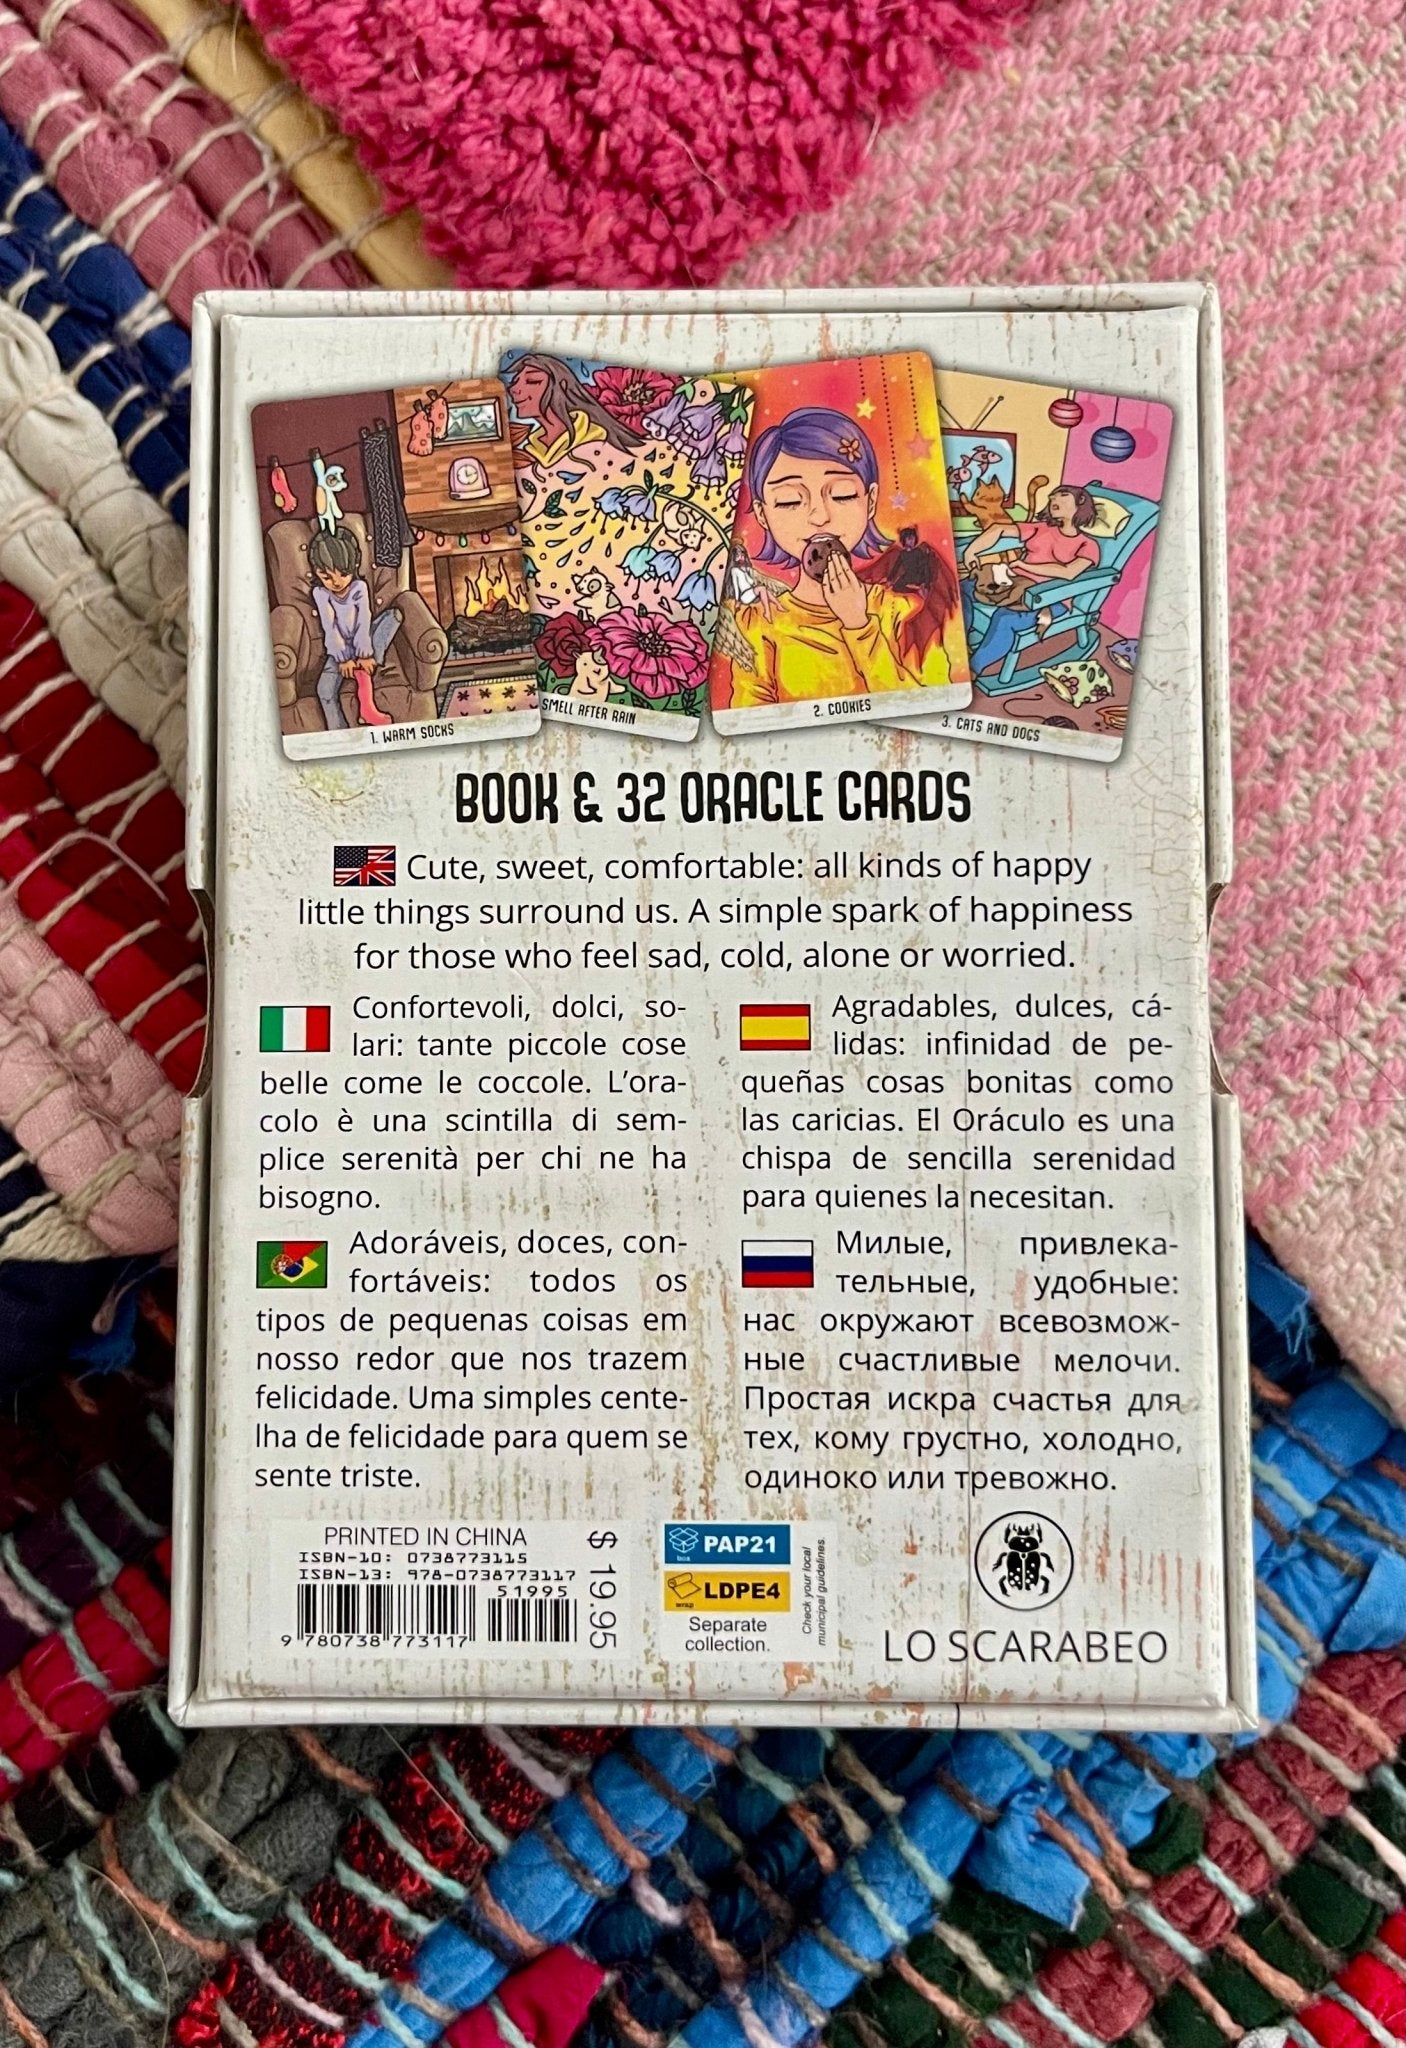 1. WARM SOCKS
SMELL AFTER RAIN
2. COOKIES
3. CATS AND DOGS
BOOK & 32 ORACLE CARDS
Cute, sweet, comfortable: all kinds of happy
little things surround us. A simple spark of happiness
for those who feel sad, cold, alone or worried.
Confortevoli, dolci, so-
lari: tante piccole cose
belle come le coccole. L'ora-
colo è una scintilla di sem-
plice serenità per chi ne ha
bisogno.
Agradables, dulces, cá-
lidas: infinidad de pe-
queñas cosas bonitas como
las caricias. El Oráculo es una
chispa de sencilla serenidad
para quienes la necesitan.
Adoráveis, doces, con-
fortáveis: todos os
tipos de pequenas coisas em
nosso redor que nos trazem
felicidade. Uma simples cente-
lha de felicidade para quem se
sente triste.
Милые, привлека-
тельные, удобные:
нас окружают всевозмож-
ные счастливые мелочи.
Простая искра счастья для
тех, кому грустно, холодно,
одиноко или тревожно.
PRINTED IN CHINA
ISBN-10: 0738773115
ISBN-13: 978-0738773117
51995
9 780738 773117
$ 19.95
box
PAP21
wrap
LDPE4
Separate
collection.
Check your local
municipal guidelines.
LO SCARABEO